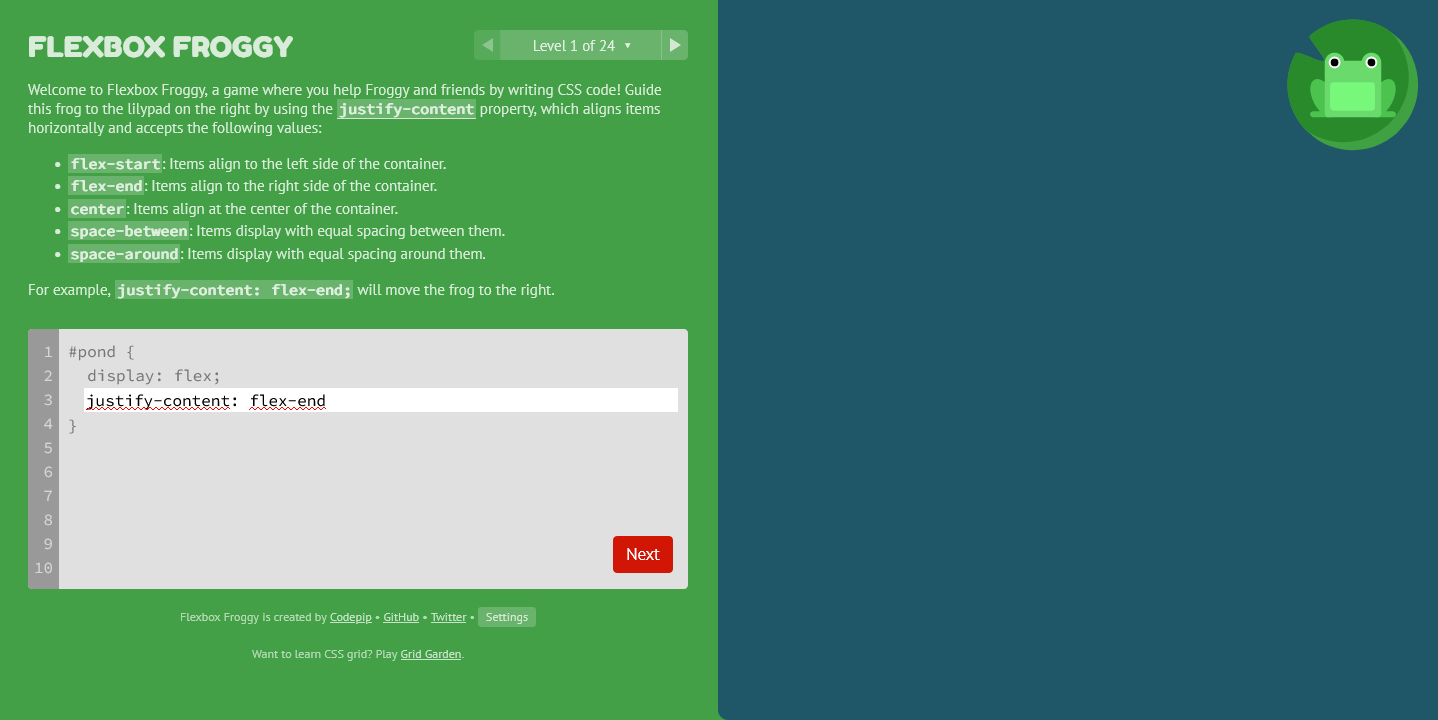 FLEXBOX FROGGY
Level 1 of 24 ▼
Welcome to Flexbox Froggy, a game where you help Froggy and friends by writing CSS code! Guide
this frog to the lilypad on the right by using the justify-content property, which aligns items
horizontally and accepts the following values:
• flex-start: Items align to the left side of the container.
• flex-end: Items align to the right side of the container.
• center: Items align at the center of the container.
• space-between: Items display with equal spacing between them.
• space-around: Items display with equal spacing around them.
For example, justify-content: flex-end; will move the frog to the right.
1 #pond {
2 display: flex;
3 justify-content: flex-end
4 }
5
6
7
8
9
10
Next
Flexbox Froggy is created by Codepip • GitHub • Twitter • Settings
Want to learn CSS grid? Play Grid Garden.